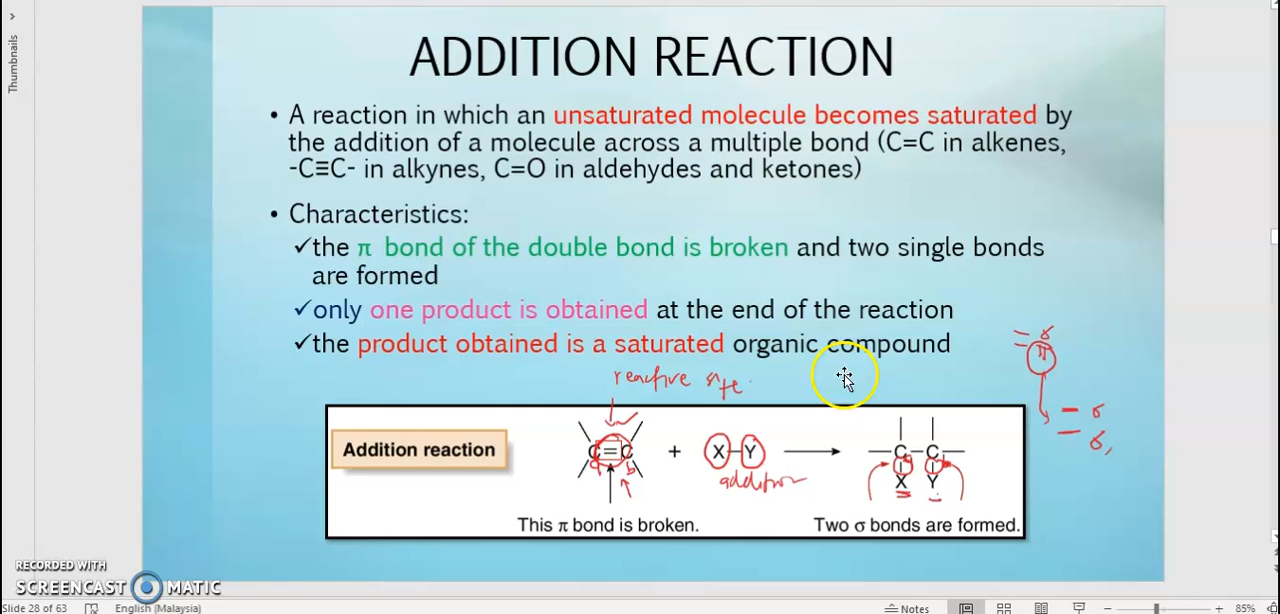 Thumbnails
ADDITION REACTION
• A reaction in which an unsaturated molecule becomes saturated by
the addition of a molecule across a multiple bond (C=C in alkenes,
-C≡C- in alkynes, C=O in aldehydes and ketones)
• Characteristics:
✓the π bond of the double bond is broken and two single bonds
are formed
✓only one product is obtained at the end of the reaction
✓the product obtained is a saturated organic compound
= σ
π
– σ
– σ,
reactive site
Addition reaction
C=C + X–Y → –C–C–
a b
X Y
addition
This π bond is broken.
Two σ bonds are formed.
RECORDED WITH
SCREENCAST MATIC
Slide 28 of 63
English (Malaysia)
Notes
85%